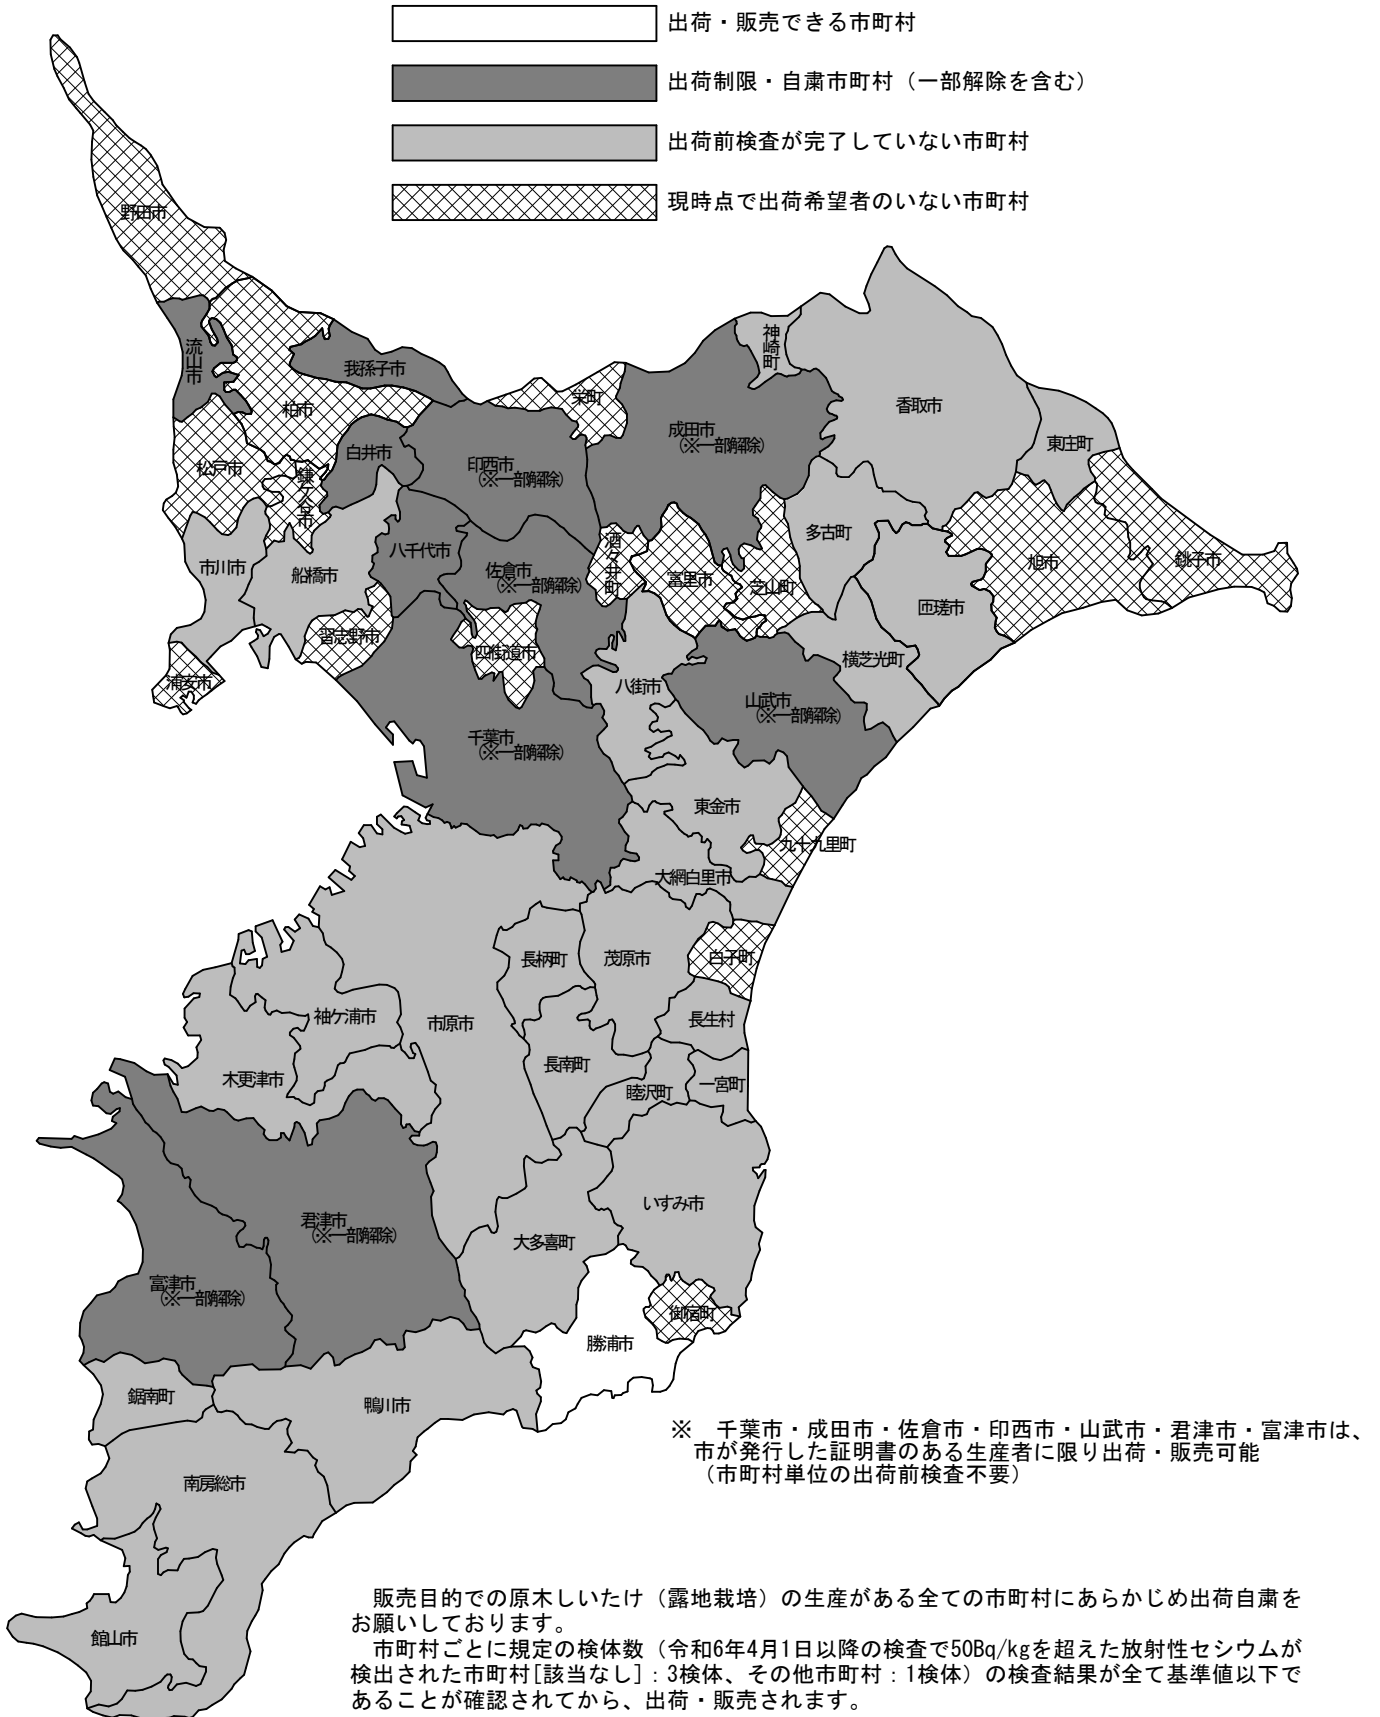 出荷・販売できる市町村
出荷制限・自粛市町村（一部解除を含む）
出荷前検査が完了していない市町村
現時点で出荷希望者のいない市町村
野田市
神崎町
流山市
我孫子市
栄町
香取市
柏市
成田市
（※一部解除）
東庄町
白井市
松戸市
印西市
（※一部解除）
鎌ケ谷市
多古町
八千代市
酒々井町
銚子市
旭市
市川市
船橋市
佐倉市
（※一部解除）
富里市
芝山町
匝瑳市
習志野市
四街道市
横芝光町
浦安市
八街市
山武市
（※一部解除）
千葉市
（※一部解除）
東金市
九十九里町
大網白里市
長柄町
茂原市
白子町
袖ケ浦市
市原市
長生村
長南町
木更津市
睦沢町
一宮町
いすみ市
君津市
（※一部解除）
大多喜町
富津市
（※一部解除）
御宿町
勝浦市
鋸南町
鴨川市
※　千葉市・成田市・佐倉市・印西市・山武市・君津市・富津市は、
市が発行した証明書のある生産者に限り出荷・販売可能
（市町村単位の出荷前検査不要）
南房総市
館山市
販売目的での原木しいたけ（露地栽培）の生産がある全ての市町村にあらかじめ出荷自粛を
お願いしております。
市町村ごとに規定の検体数（令和6年4月1日以降の検査で50Bq/kgを超えた放射性セシウムが
検出された市町村[該当なし]：3検体、その他市町村：1検体）の検査結果が全て基準値以下で
あることが確認されてから、出荷・販売されます。